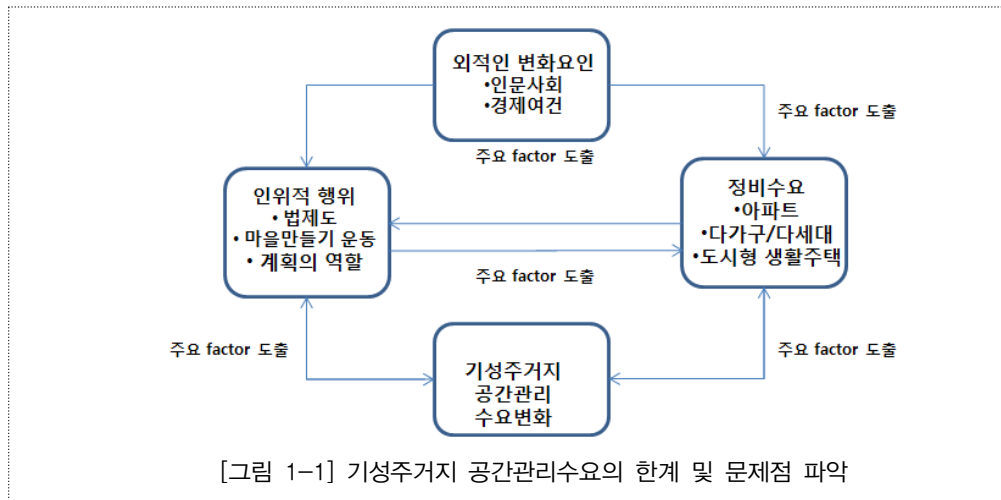 외적인 변화요인
•인문사회
•경제여건
주요 factor 도출
주요 factor 도출
인위적 행위
• 법제도
• 마을만들기 운동
• 계획의 역할
정비수요
•아파트
•다가구/다세대
•도시형 생활주택
주요 factor 도출
주요 factor 도출
주요 factor 도출
기성주거지
공간관리
수요변화
[그림 1-1] 기성주거지 공간관리수요의 한계 및 문제점 파악